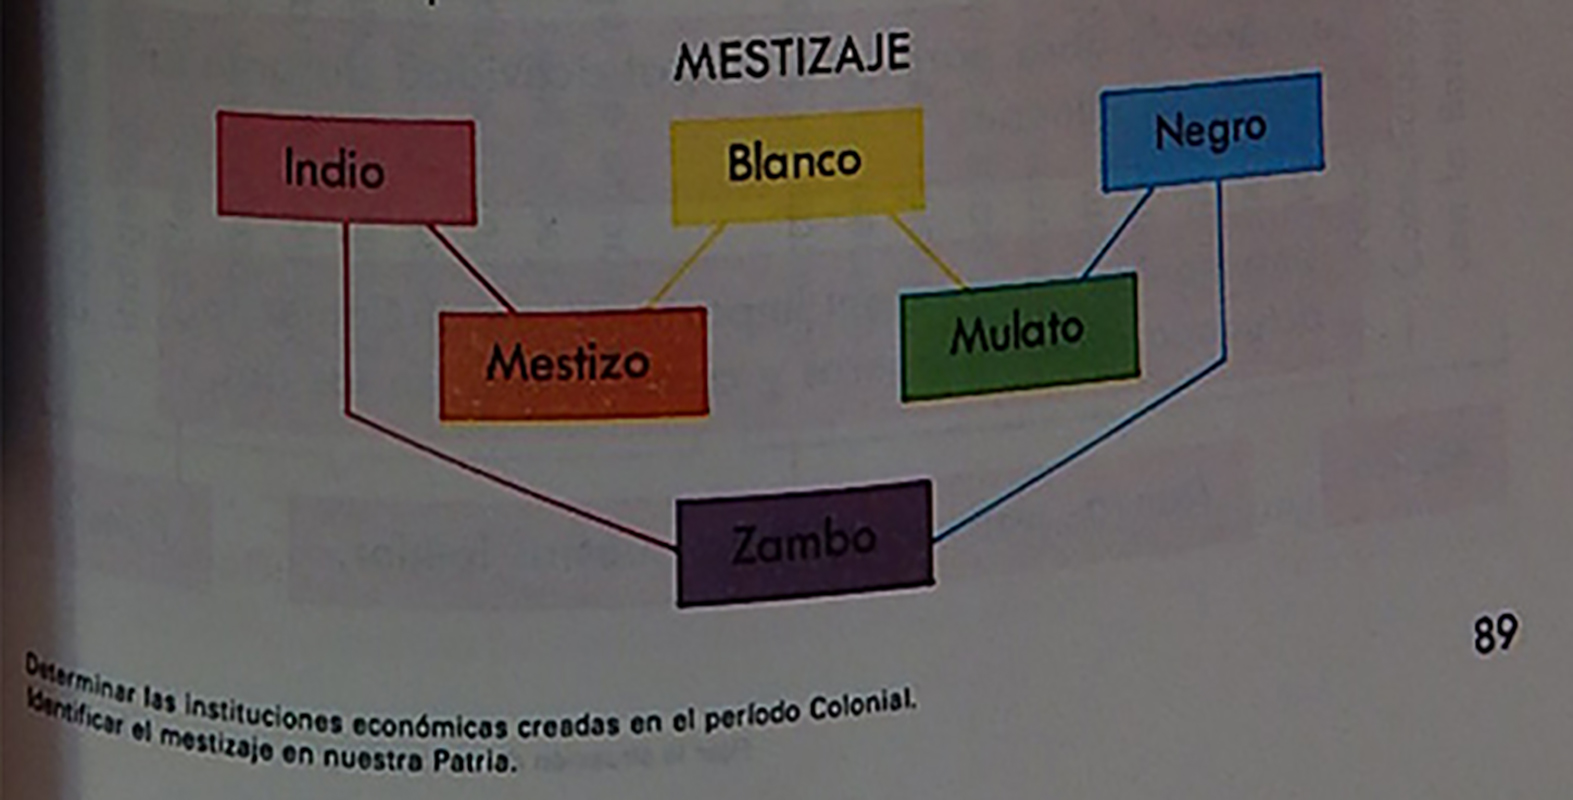 MESTIZAJE
Indio
Blanco
Negro
Mestizo
Mulato
Zambo
89
Determinar las instituciones económicas creadas en el período Colonial.
Identificar el mestizaje en nuestra Patria.